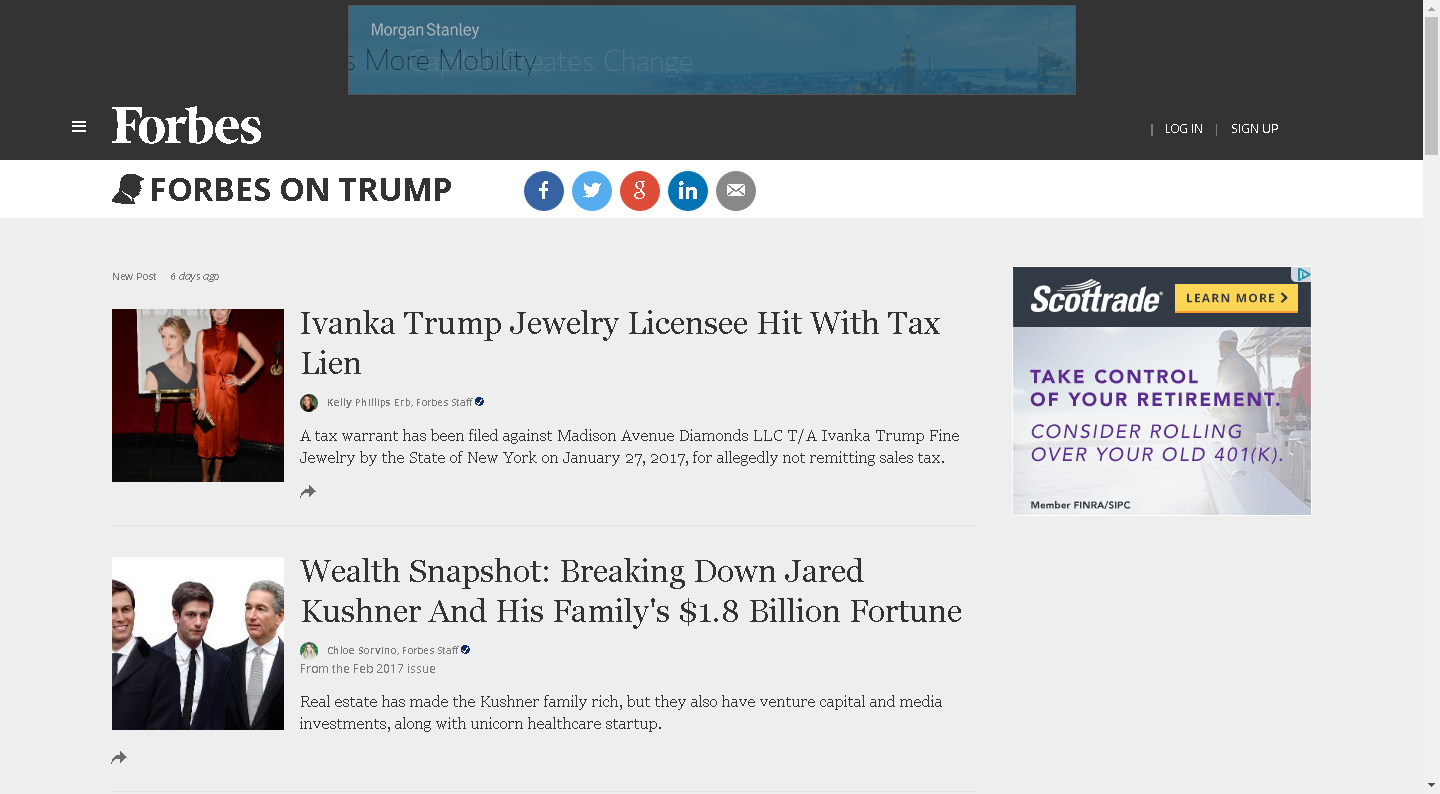 Morgan Stanley
s More Mobility
Capital Creates Change
Forbes
| LOG IN | SIGN UP
FORBES ON TRUMP
New Post 6 days ago
Ivanka Trump Jewelry Licensee Hit With Tax
Lien
Kelly Phillips Erb, Forbes Staff
A tax warrant has been filed against Madison Avenue Diamonds LLC T/A Ivanka Trump Fine
Jewelry by the State of New York on January 27, 2017, for allegedly not remitting sales tax.
Wealth Snapshot: Breaking Down Jared
Kushner And His Family's $1.8 Billion Fortune
Chloe Sorvino, Forbes Staff
From the Feb 2017 issue
Real estate has made the Kushner family rich, but they also have venture capital and media
investments, along with unicorn healthcare startup.
Scottrade
LEARN MORE
TAKE CONTROL
OF YOUR RETIREMENT.
CONSIDER ROLLING
OVER YOUR OLD 401(K).
Member FINRA/SIPC